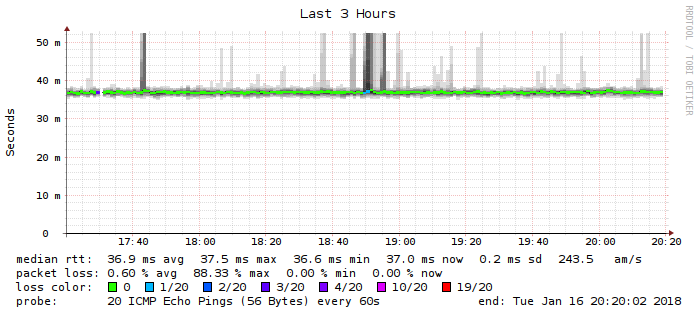 Last 3 Hours
RRDTOOL / TOBI OETIKER
Seconds
50 m
40 m
30 m
20 m
10 m
0
17:40 18:00 18:20 18:40 19:00 19:20 19:40 20:00 20:20
median rtt: 36.9 ms avg 37.5 ms max 36.6 ms min 37.0 ms now 0.2 ms sd 243.5 am/s
packet loss: 0.60 % avg 88.33 % max 0.00 % min 0.00 % now
loss color: 0 1/20 2/20 3/20 4/20 10/20 19/20
probe: 20 ICMP Echo Pings (56 Bytes) every 60s end: Tue Jan 16 20:20:02 2018